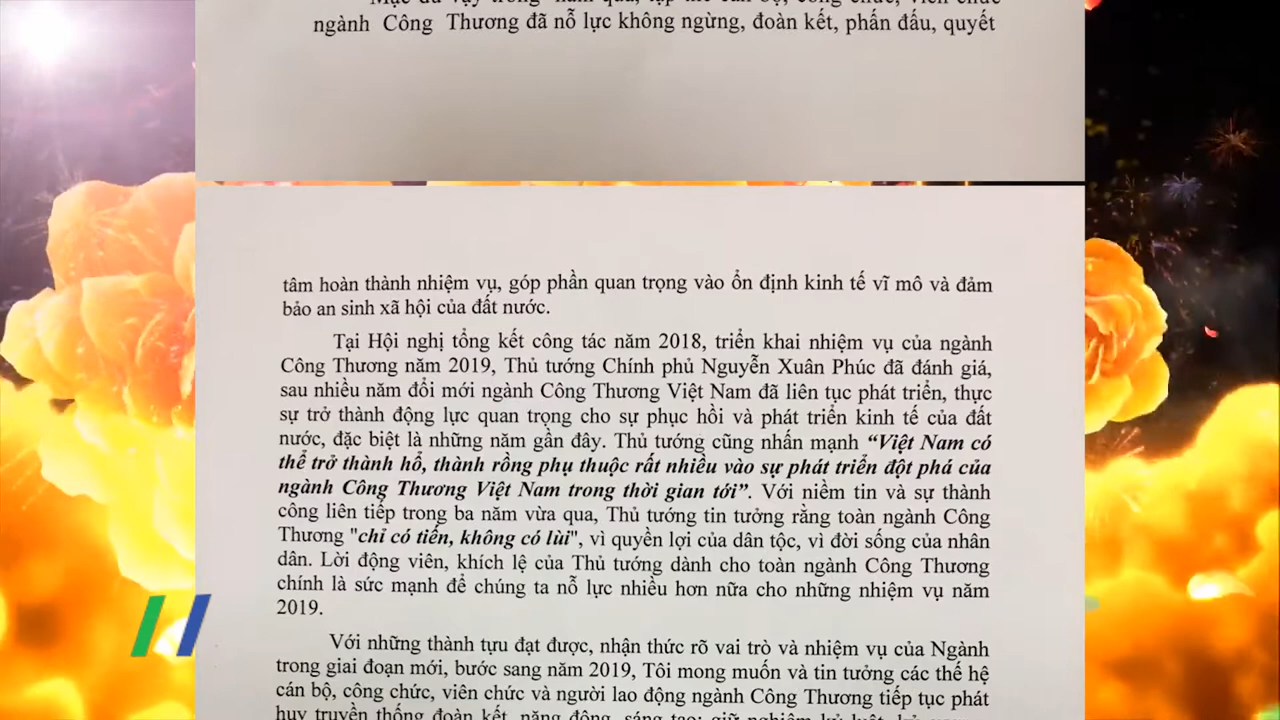 Mặc dù vậy trong năm qua, tập thể cán bộ, công chức, viên chức
ngành Công Thương đã nỗ lực không ngừng, đoàn kết, phấn đấu, quyết
tâm hoàn thành nhiệm vụ, góp phần quan trọng vào ổn định kinh tế vĩ mô và đảm
bảo an sinh xã hội của đất nước.
Tại Hội nghị tổng kết công tác năm 2018, triển khai nhiệm vụ của ngành
Công Thương năm 2019, Thủ tướng Chính phủ Nguyễn Xuân Phúc đã đánh giá,
sau nhiều năm đổi mới ngành Công Thương Việt Nam đã liên tục phát triển, thực
sự trở thành động lực quan trọng cho sự phục hồi và phát triển kinh tế của đất
nước, đặc biệt là những năm gần đây. Thủ tướng cũng nhấn mạnh “Việt Nam có
thể trở thành hổ, thành rồng phụ thuộc rất nhiều vào sự phát triển đột phá của
ngành Công Thương Việt Nam trong thời gian tới”. Với niềm tin và sự thành
công liên tiếp trong ba năm vừa qua, Thủ tướng tin tưởng rằng toàn ngành Công
Thương "chỉ có tiến, không có lùi", vì quyền lợi của dân tộc, vì đời sống của nhân
dân. Lời động viên, khích lệ của Thủ tướng dành cho toàn ngành Công Thương
chính là sức mạnh để chúng ta nỗ lực nhiều hơn nữa cho những nhiệm vụ năm
2019.
Với những thành tựu đạt được, nhận thức rõ vai trò và nhiệm vụ của Ngành
trong giai đoạn mới, bước sang năm 2019, Tôi mong muốn và tin tưởng các thế hệ
cán bộ, công chức, viên chức và người lao động ngành Công Thương tiếp tục phát
huy truyền thống đoàn kết, năng động, sáng tạo; giữ nghiêm kỷ luật, kỷ